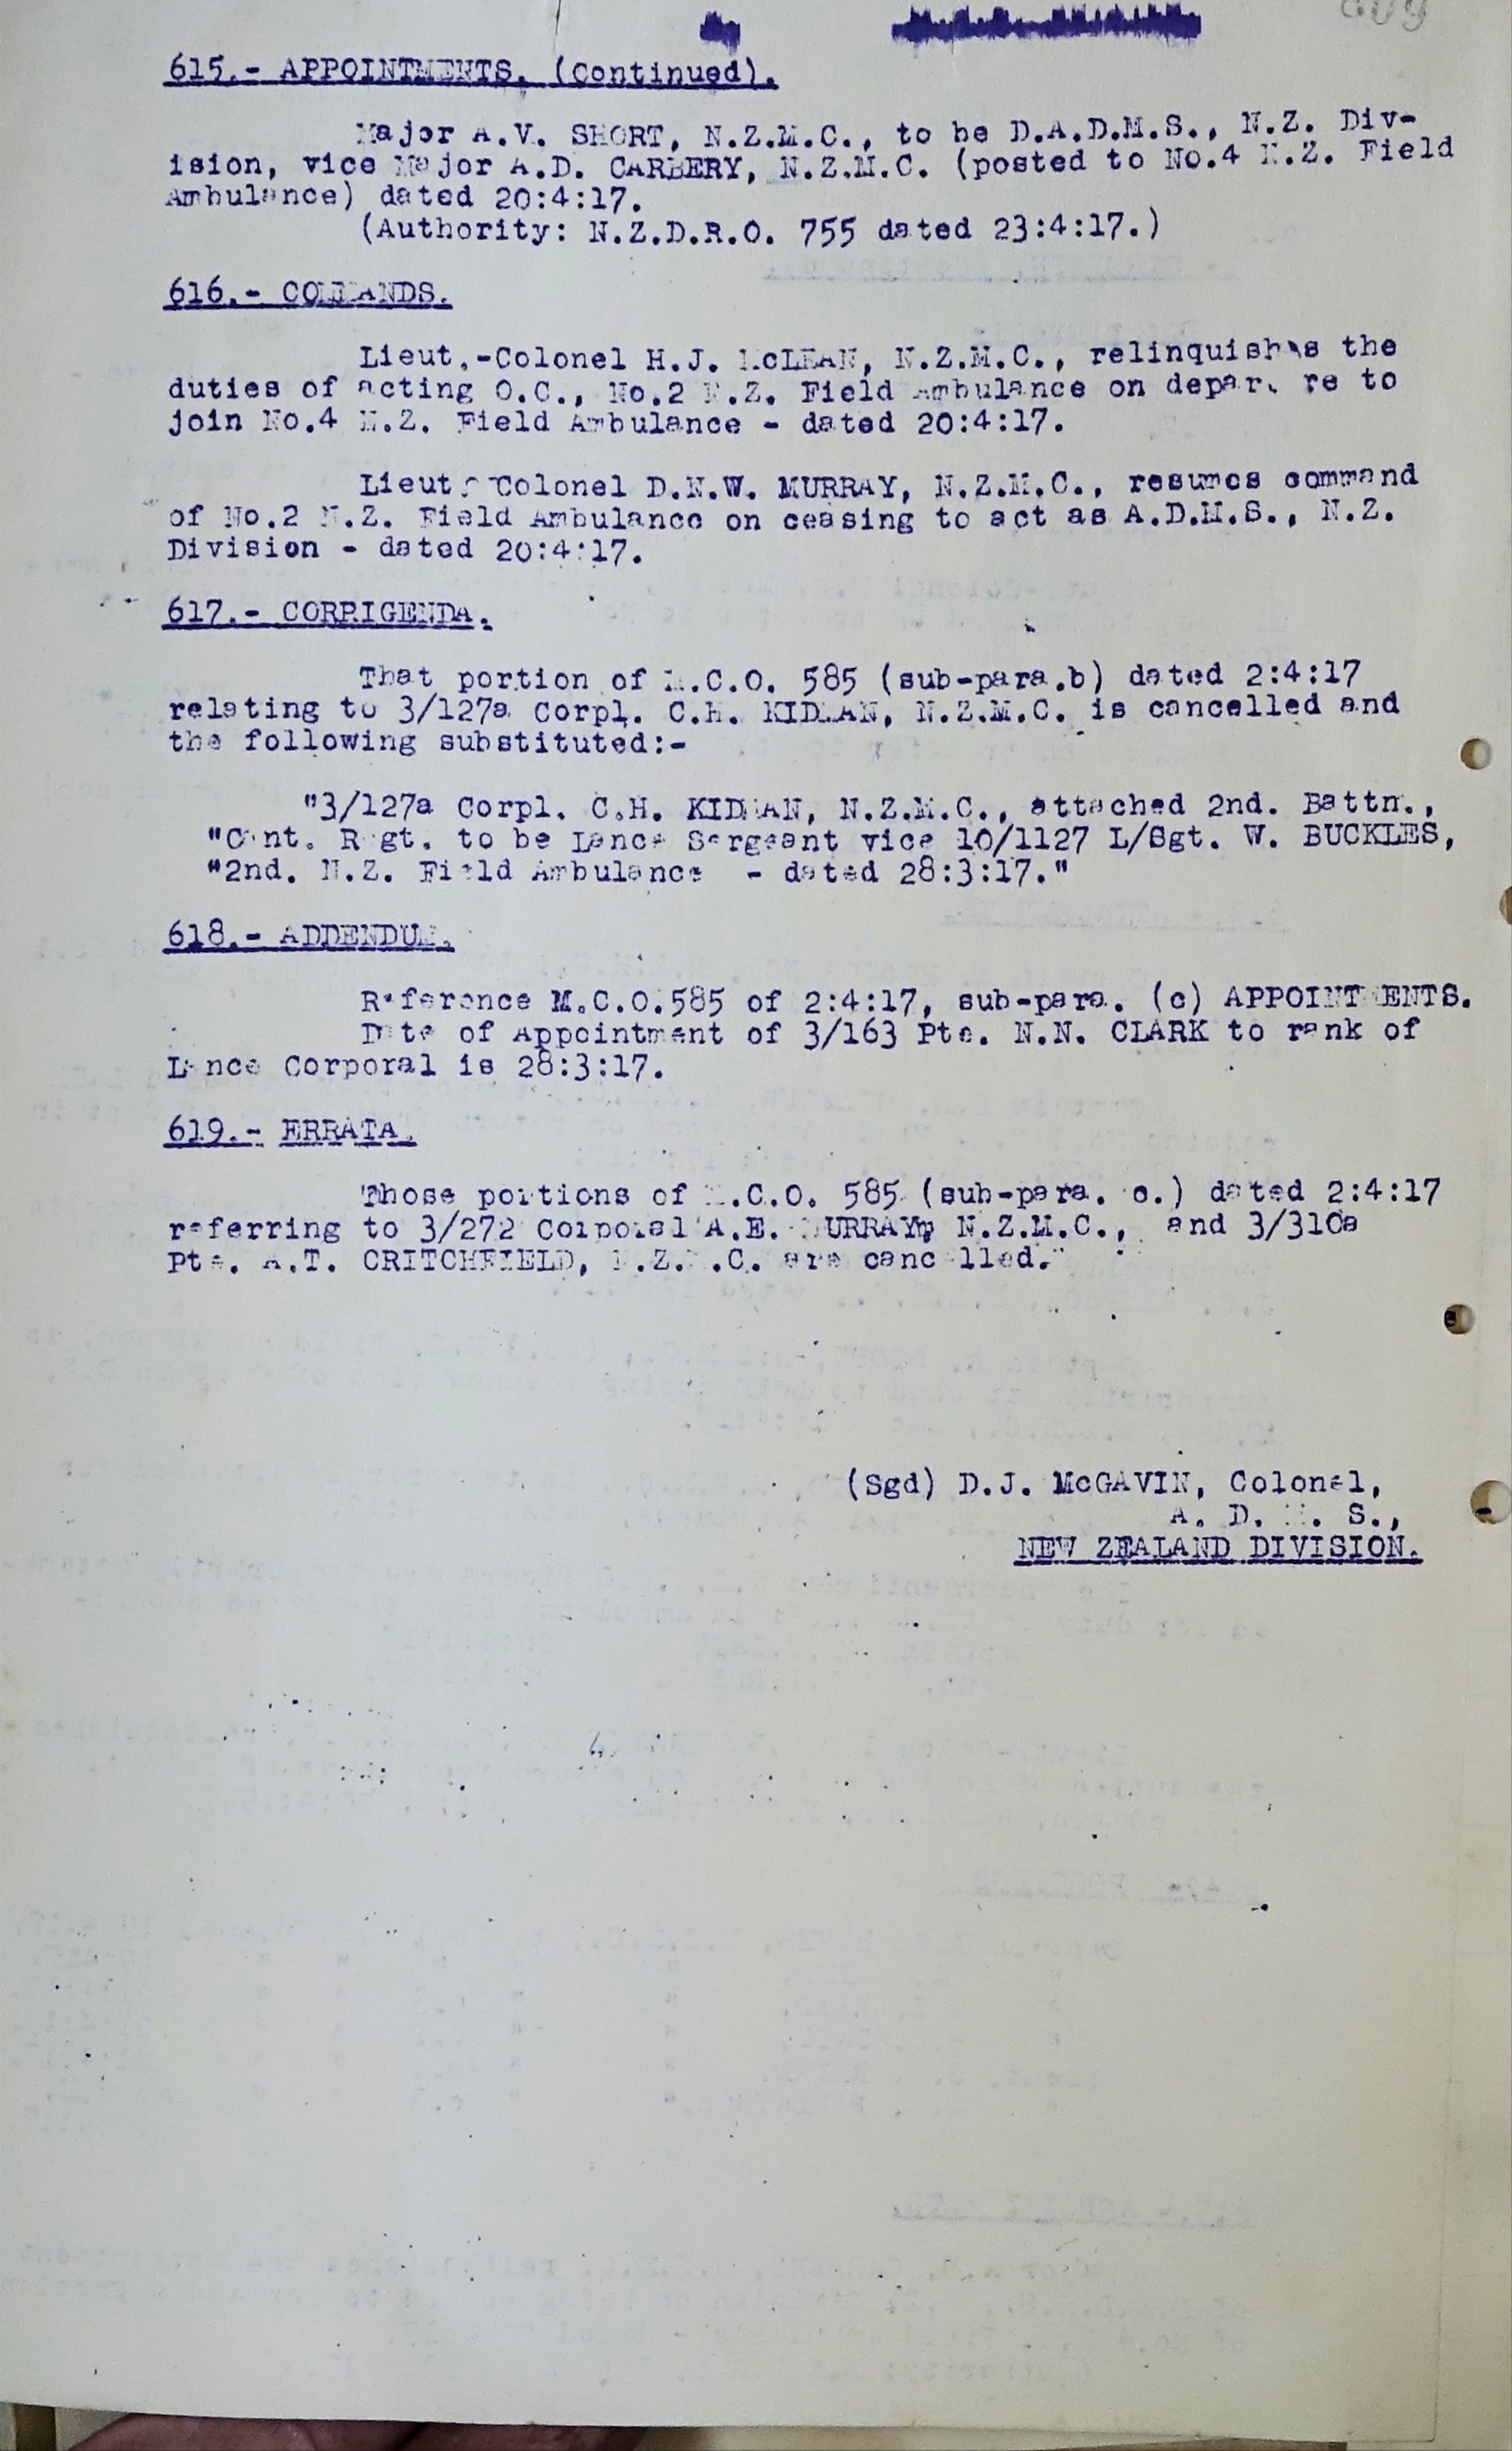 615.- APPOINTMENTS. (Continued).
Major A.V. SHORT, N.Z.M.C., to be D.A.D.M.S., N.Z. Div-
ision, vice Major A.D. CARBERY, N.Z.M.C. (posted to No.4 N.Z. Field
Ambulance) dated 20:4:17.
(Authority: N.Z.D.R.O. 755 dated 23:4:17.)
616.- COMMANDS.
Lieut.-Colonel H.J. McLEAN, N.Z.M.C., relinquishes the
duties of acting O.C., No.2 N.Z. Field Ambulance on departure to
join No.4 N.Z. Field Ambulance - dated 20:4:17.
Lieut.-Colonel D.N.W. MURRAY, N.Z.M.C., resumes command
of No.2 N.Z. Field Ambulance on ceasing to act as A.D.M.S., N.Z.
Division - dated 20:4:17.
617.- CORRIGENDA.
That portion of M.C.O. 585 (sub-para.b) dated 2:4:17
relating to 3/127a Corpl. C.H. KIDMAN, N.Z.M.C. is cancelled and
the following substituted:-
"3/127a Corpl. C.H. KIDMAN, N.Z.M.C., attached 2nd. Battn.,
"Cant. Regt. to be Lance Sergeant vice 10/1127 L/Sgt. W. BUCKLES,
"2nd. N.Z. Field Ambulance - dated 28:3:17."
618.- ADDENDUM.
Reference M.C.O.585 of 2:4:17, sub-para. (c) APPOINTMENTS.
Date of Appointment of 3/163 Pte. N.N. CLARK to rank of
Lance Corporal is 28:3:17.
619.- ERRATA.
Those portions of M.C.O. 585 (sub-para. c.) dated 2:4:17
referring to 3/272 Corporal A.E. MURRAY, N.Z.M.C., and 3/310a
Pte. A.T. CRITCHFIELD, N.Z.M.C. are cancelled."
(Sgd) D.J. McGAVIN, Colonel,
A. D. M. S.,
NEW ZEALAND DIVISION.